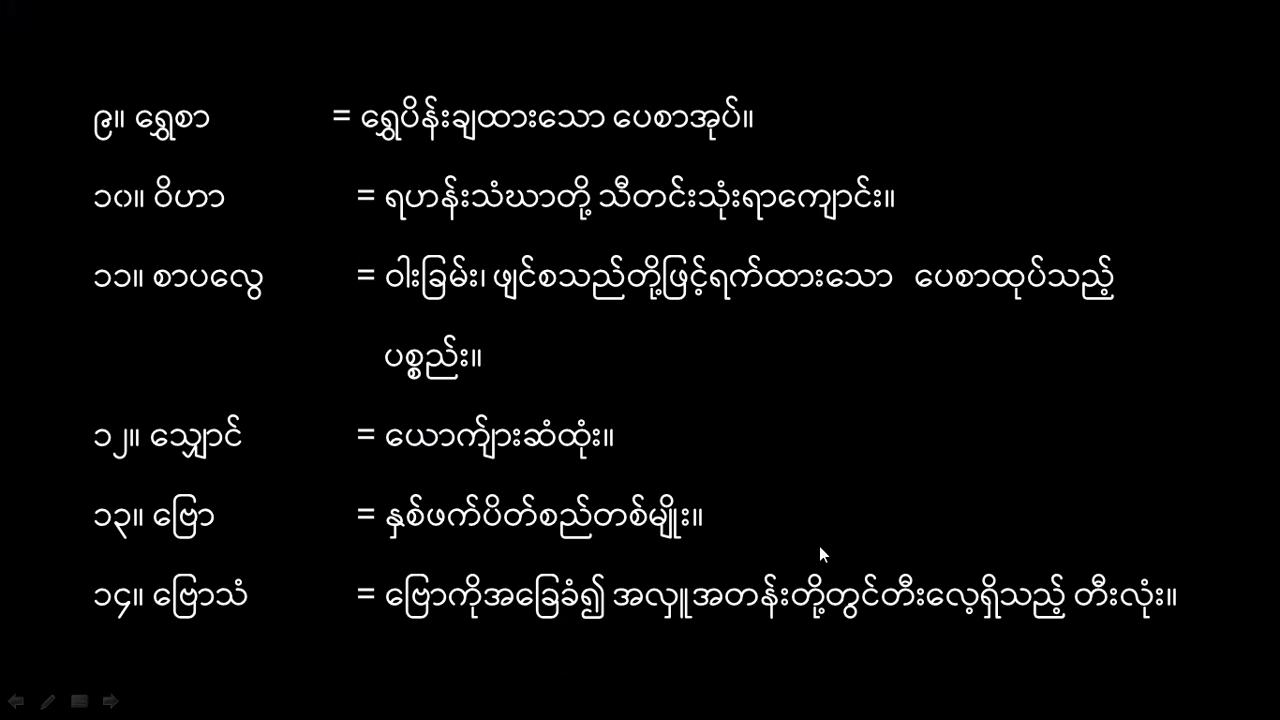 ၉။ ရွှေစာ = ရွှေပိန်းချထားသော ပေစာအုပ်။
၁၀။ ဝိဟာ = ရဟန်းသံဃာတို့ သီတင်းသုံးရာကျောင်း။
၁၁။ စာပလွေ = ဝါးခြမ်း၊ ဖျင်စသည်တို့ဖြင့်ရက်ထားသော ပေစာထုပ်သည့်
ပစ္စည်း။
၁၂။ သျှောင် = ယောက်ျားဆံထုံး။
၁၃။ ဗြော = နှစ်ဖက်ပိတ်စည်တစ်မျိုး။
၁၄။ ဗြောသံ = ဗြောကိုအခြေခံ၍ အလှူအတန်းတို့တွင်တီးလေ့ရှိသည့် တီးလုံး။